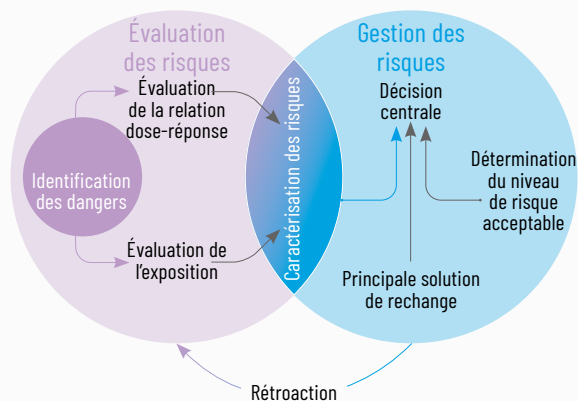 Évaluation
des risques
Évaluation
de la relation
dose-réponse
Identification
des dangers
Évaluation de
l'exposition
Caractérisation des risques
Gestion des
risques
Décision
centrale
Détermination
du niveau
de risque
acceptable
Principale solution
de rechange
Rétroaction